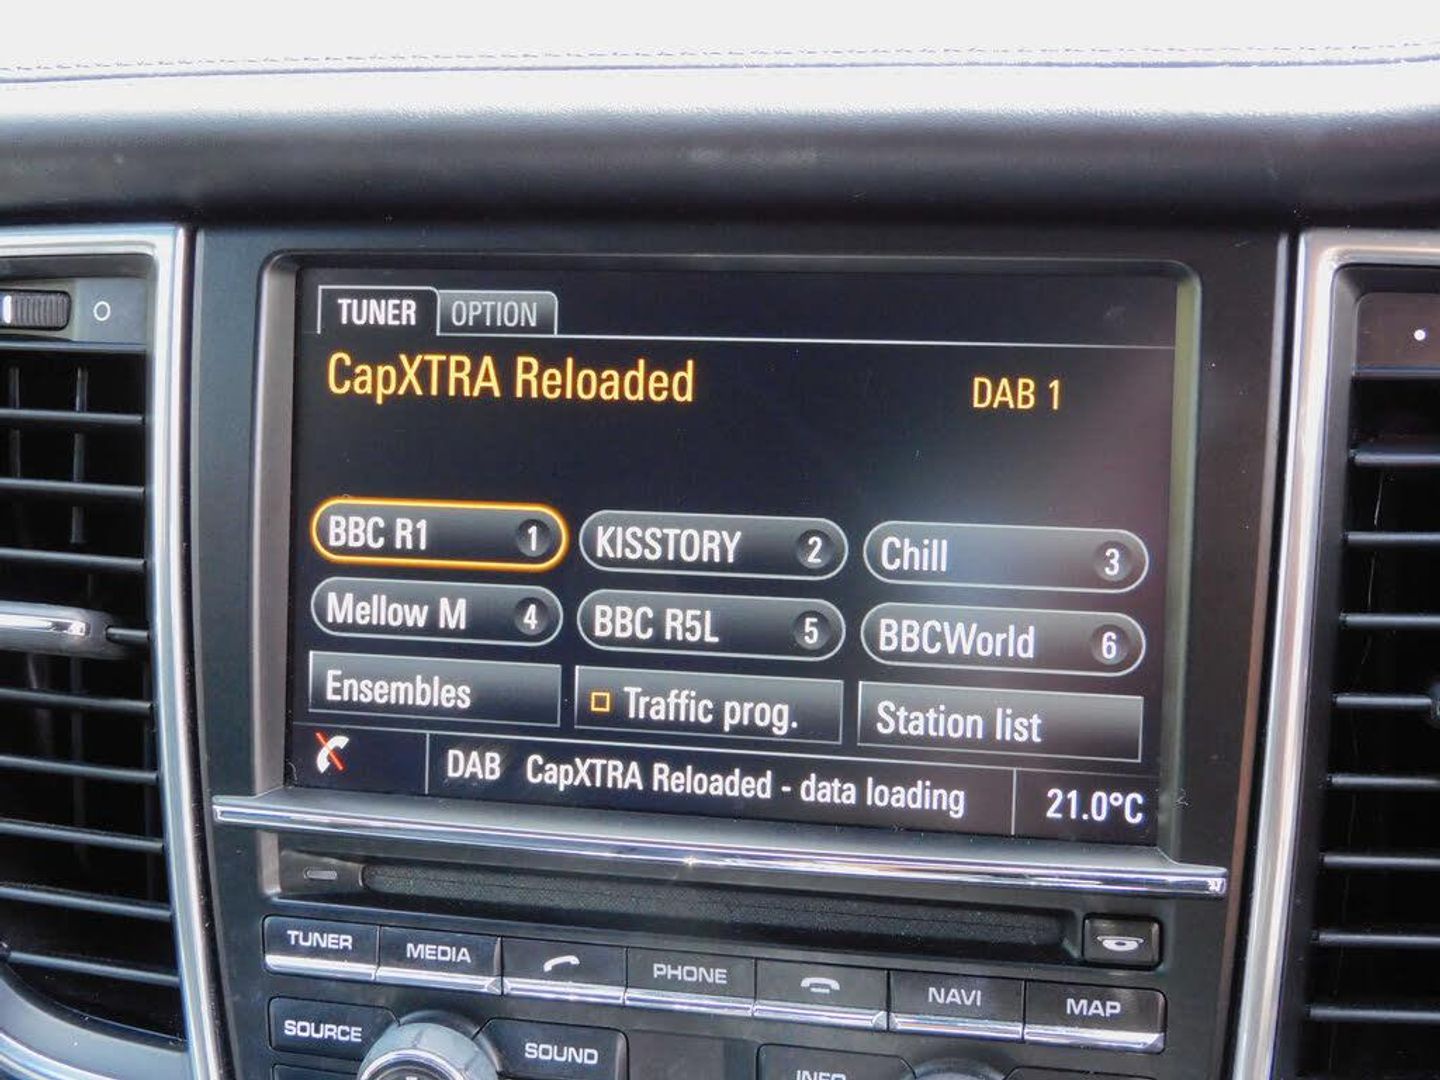 TUNER OPTION
CapXTRA Reloaded DAB 1
BBC R1 1 KISSTORY 2 Chill 3
Mellow M 4 BBC R5L 5 BBCWorld 6
Ensembles Traffic prog. Station list
DAB CapXTRA Reloaded - data loading 21.0°C
TUNER MEDIA PHONE NAVI MAP
SOURCE SOUND INFO